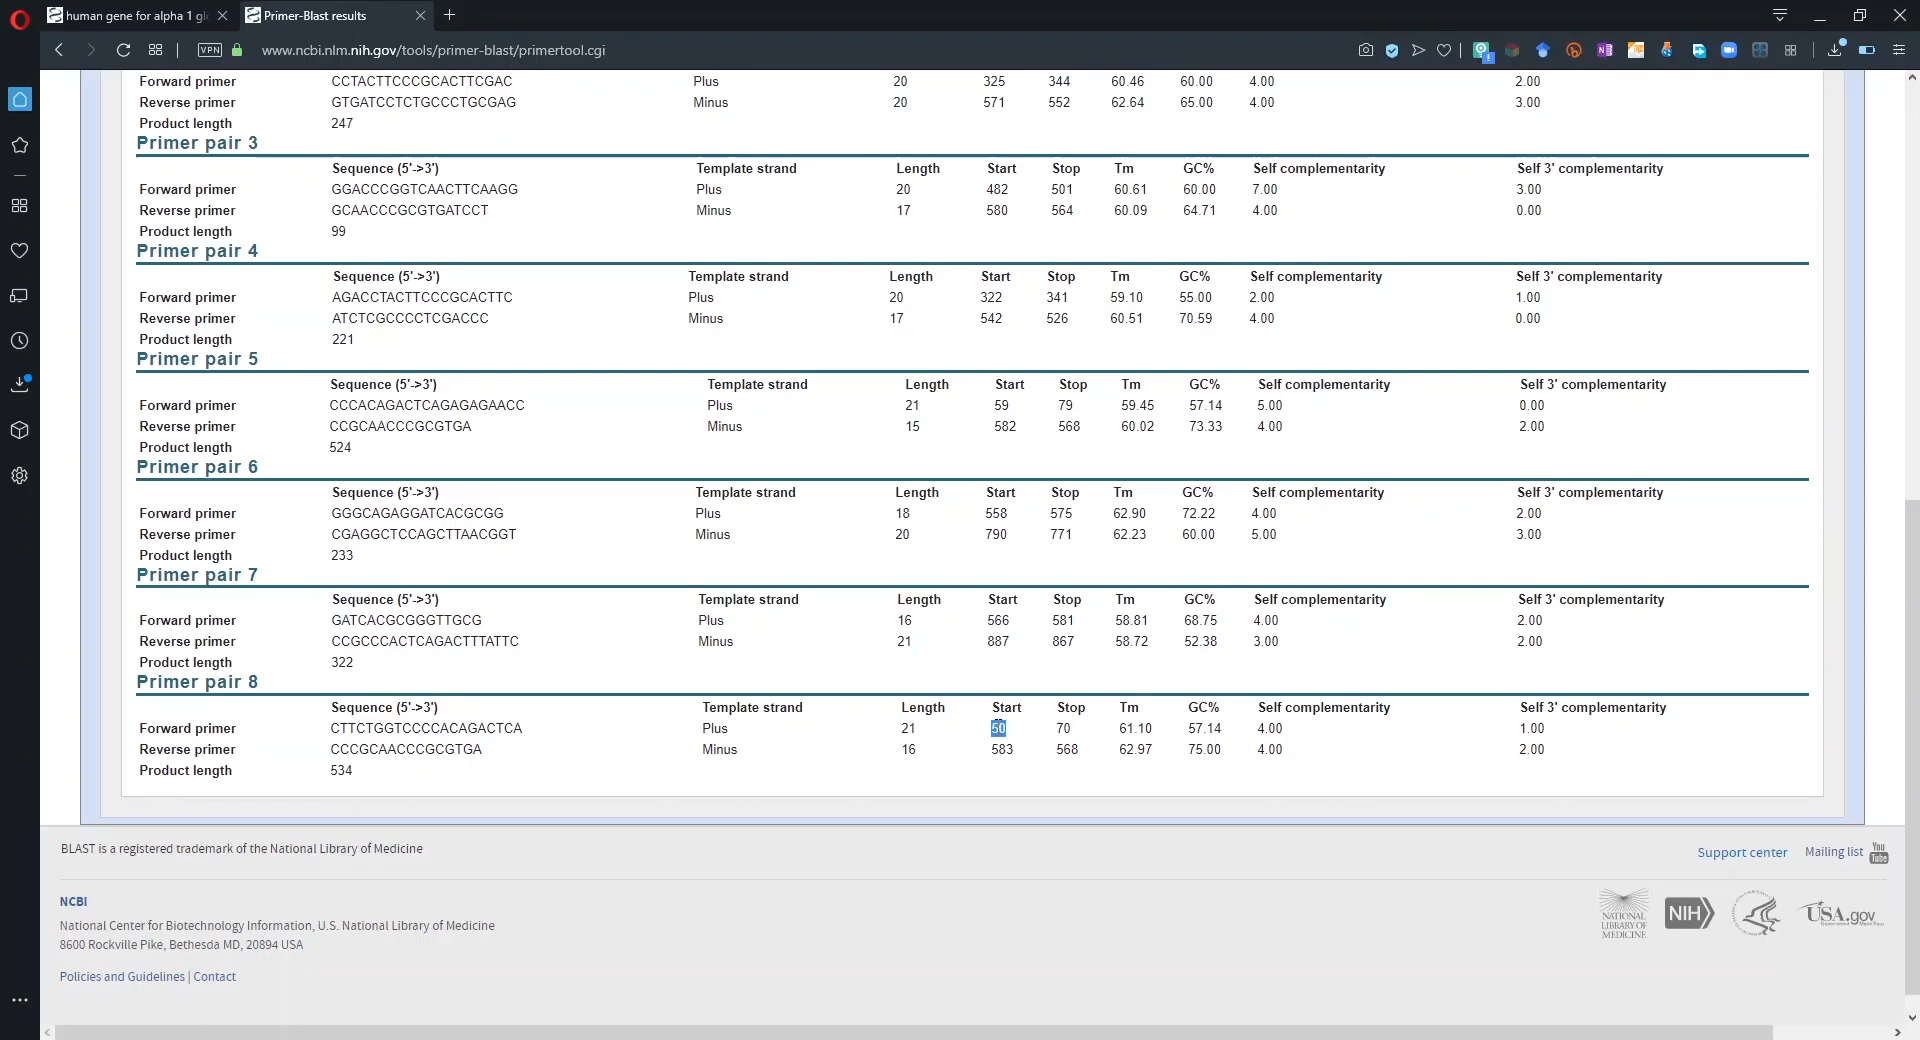 human gene for alpha 1 gl
Primer-Blast results
VPN www.ncbi.nlm.nih.gov/tools/primer-blast/primertool.cgi
Forward primer CCTACTTCCCGCACTTCGAC Plus 20 325 344 60.46 60.00 4.00 2.00
Reverse primer GTGATCCTCTGCCCTGCGAG Minus 20 571 552 62.64 65.00 4.00 3.00
Product length 247
Primer pair 3
Sequence (5'->3') Template strand Length Start Stop Tm GC% Self complementarity Self 3' complementarity
Forward primer GGACCCGGTCAACTTCAAGG Plus 20 482 501 60.61 60.00 7.00 3.00
Reverse primer GCAACCCGCGTGATCCT Minus 17 580 564 60.09 64.71 4.00 0.00
Product length 99
Primer pair 4
Sequence (5'->3') Template strand Length Start Stop Tm GC% Self complementarity Self 3' complementarity
Forward primer AGACCTACTTCCCGCACTTC Plus 20 322 341 59.10 55.00 2.00 1.00
Reverse primer ATCTCGCCCCTCGACCC Minus 17 542 526 60.51 70.59 4.00 0.00
Product length 221
Primer pair 5
Sequence (5'->3') Template strand Length Start Stop Tm GC% Self complementarity Self 3' complementarity
Forward primer CCCACAGACTCAGAGAGAACC Plus 21 59 79 59.45 57.14 5.00 0.00
Reverse primer CCGCAACCCGCGTGA Minus 15 582 568 60.02 73.33 4.00 2.00
Product length 524
Primer pair 6
Sequence (5'->3') Template strand Length Start Stop Tm GC% Self complementarity Self 3' complementarity
Forward primer GGGCAGAGGATCACGCGG Plus 18 558 575 62.90 72.22 4.00 2.00
Reverse primer CGAGGCTCCAGCTTAACGGT Minus 20 790 771 62.23 60.00 5.00 3.00
Product length 233
Primer pair 7
Sequence (5'->3') Template strand Length Start Stop Tm GC% Self complementarity Self 3' complementarity
Forward primer GATCACGCGGGTTGCG Plus 16 566 581 58.81 68.75 4.00 2.00
Reverse primer CCGCCCACTCAGACTTTATTC Minus 21 887 867 58.72 52.38 3.00 2.00
Product length 322
Primer pair 8
Sequence (5'->3') Template strand Length Start Stop Tm GC% Self complementarity Self 3' complementarity
Forward primer CTTCTGGTCCCCACAGACTCA Plus 21 50 70 61.10 57.14 4.00 1.00
Reverse primer CCCGCAACCCGCGTGA Minus 16 583 568 62.97 75.00 4.00 2.00
Product length 534
BLAST is a registered trademark of the National Library of Medicine
Support center Mailing list You Tube
NCBI
National Center for Biotechnology Information, U.S. National Library of Medicine
8600 Rockville Pike, Bethesda MD, 20894 USA
Policies and Guidelines | Contact
NATIONAL
LIBRARY OF
MEDICINE
NIH
USA.gov